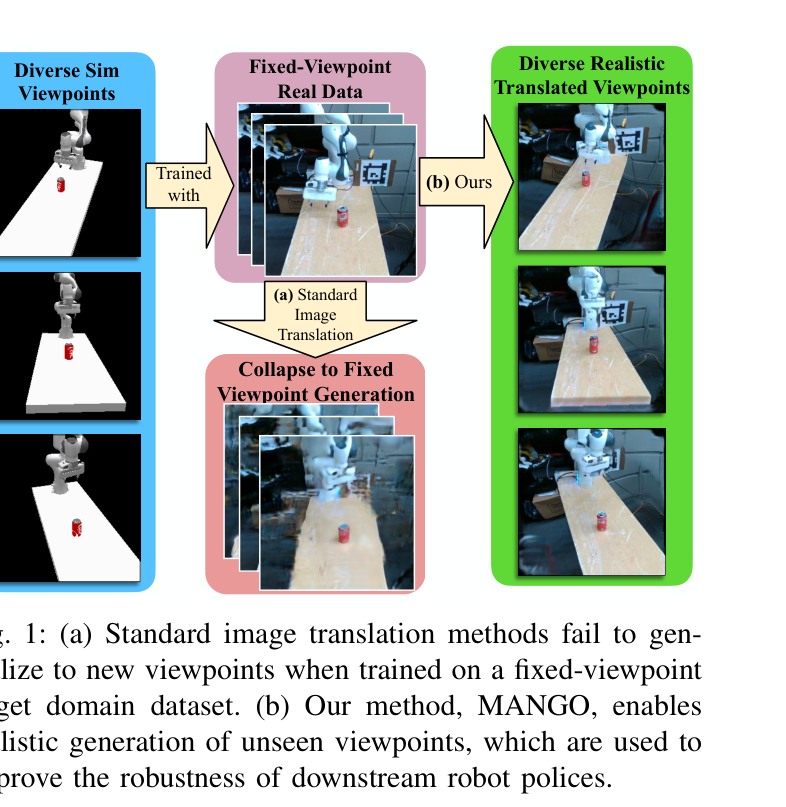 Diverse Sim
Viewpoints
Trained
with
Fixed-Viewpoint
Real Data
(b) Ours
Diverse Realistic
Translated Viewpoints
(a) Standard
Image
Translation
Collapse to Fixed
Viewpoint Generation
g. 1: (a) Standard image translation methods fail to gen-
lize to new viewpoints when trained on a fixed-viewpoint
get domain dataset. (b) Our method, MANGO, enables
listic generation of unseen viewpoints, which are used to
prove the robustness of downstream robot polices.